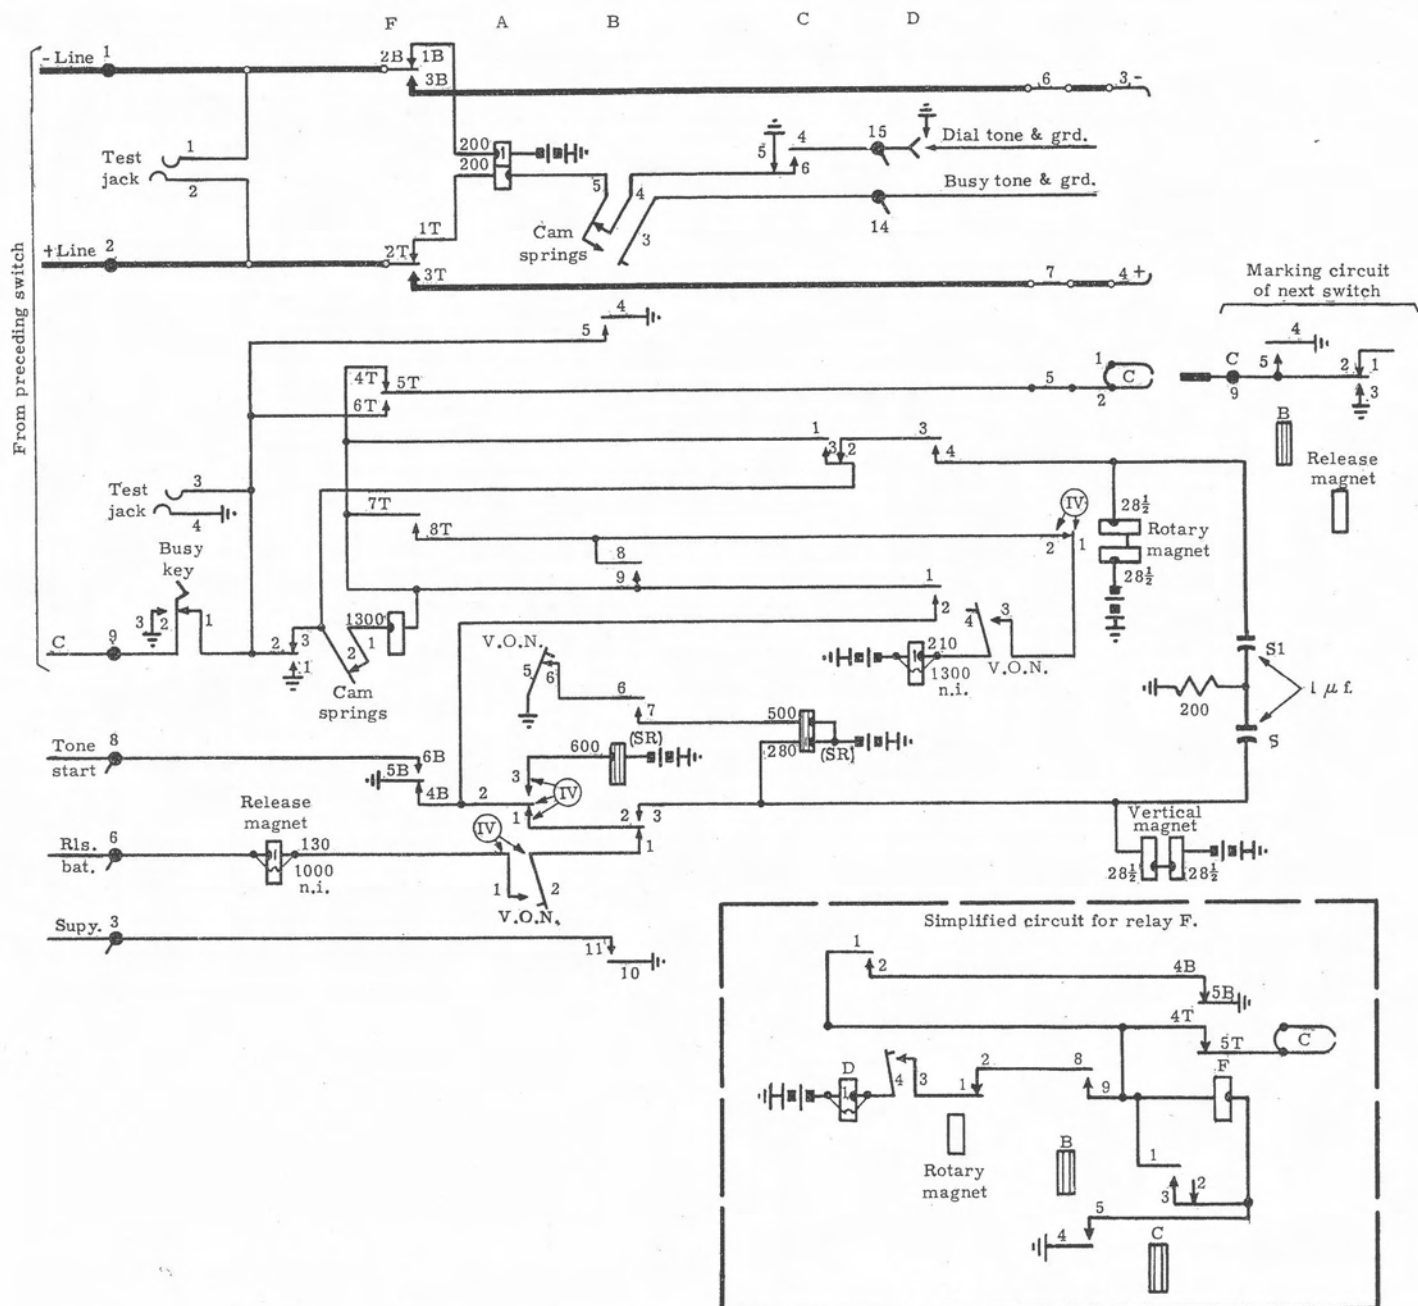 F A B C D
- Line 1
2B 1B
3B
6 3 -
Test jack
1
2
200
200
5 4 6
15
Dial tone & grd.
Busy tone & grd.
14
5 4 3
Cam springs
1T
+ Line 2
2T
3T
7 4 +
From preceding switch
Marking circuit of next switch
4
5
4
5 2 1
3
C
9
B
Release magnet
4T 5T
6T
5
1
C
2
1 3 2
3
4
Test jack
3
4
7T
8T
IV
2 1
28½
Rotary magnet
28½
8
9
1
2
Busy key
3 2 1
C 9
2 3
1
1300
2 1
Cam springs
V.O.N.
5 6
6
7
4 3
210
1300 n.i.
V.O.N.
S1
1 µf.
200
S
500
280
(SR)
Tone start
8
6B
5B
4B
600
(SR)
3
2
1
IV
2 3
1
Release magnet
Rls. bat.
6
130
1000 n.i.
IV
1 2
V.O.N.
Vertical magnet
28½ 28½
Supy. 3
11
10
Simplified circuit for relay F.
1
2
4B
5B
4T
5T
C
D
4 3
1 2
8
9
F
Rotary magnet
B
1
3 2
5
4
C